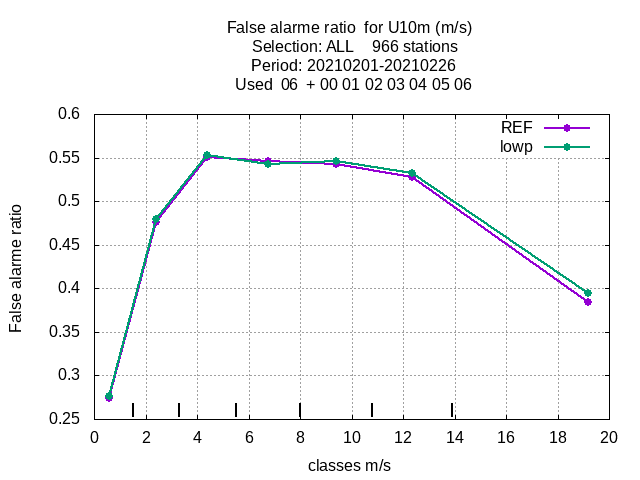 False alarme ratio  for U10m (m/s)
Selection: ALL    966 stations
Period: 20210201-20210226
Used  06  + 00 01 02 03 04 05 06
REF
lowp
0.6
0.55
0.5
0.45
0.4
0.35
0.3
0.25
False alarme ratio
0 2 4 6 8 10 12 14 16 18 20
classes m/s